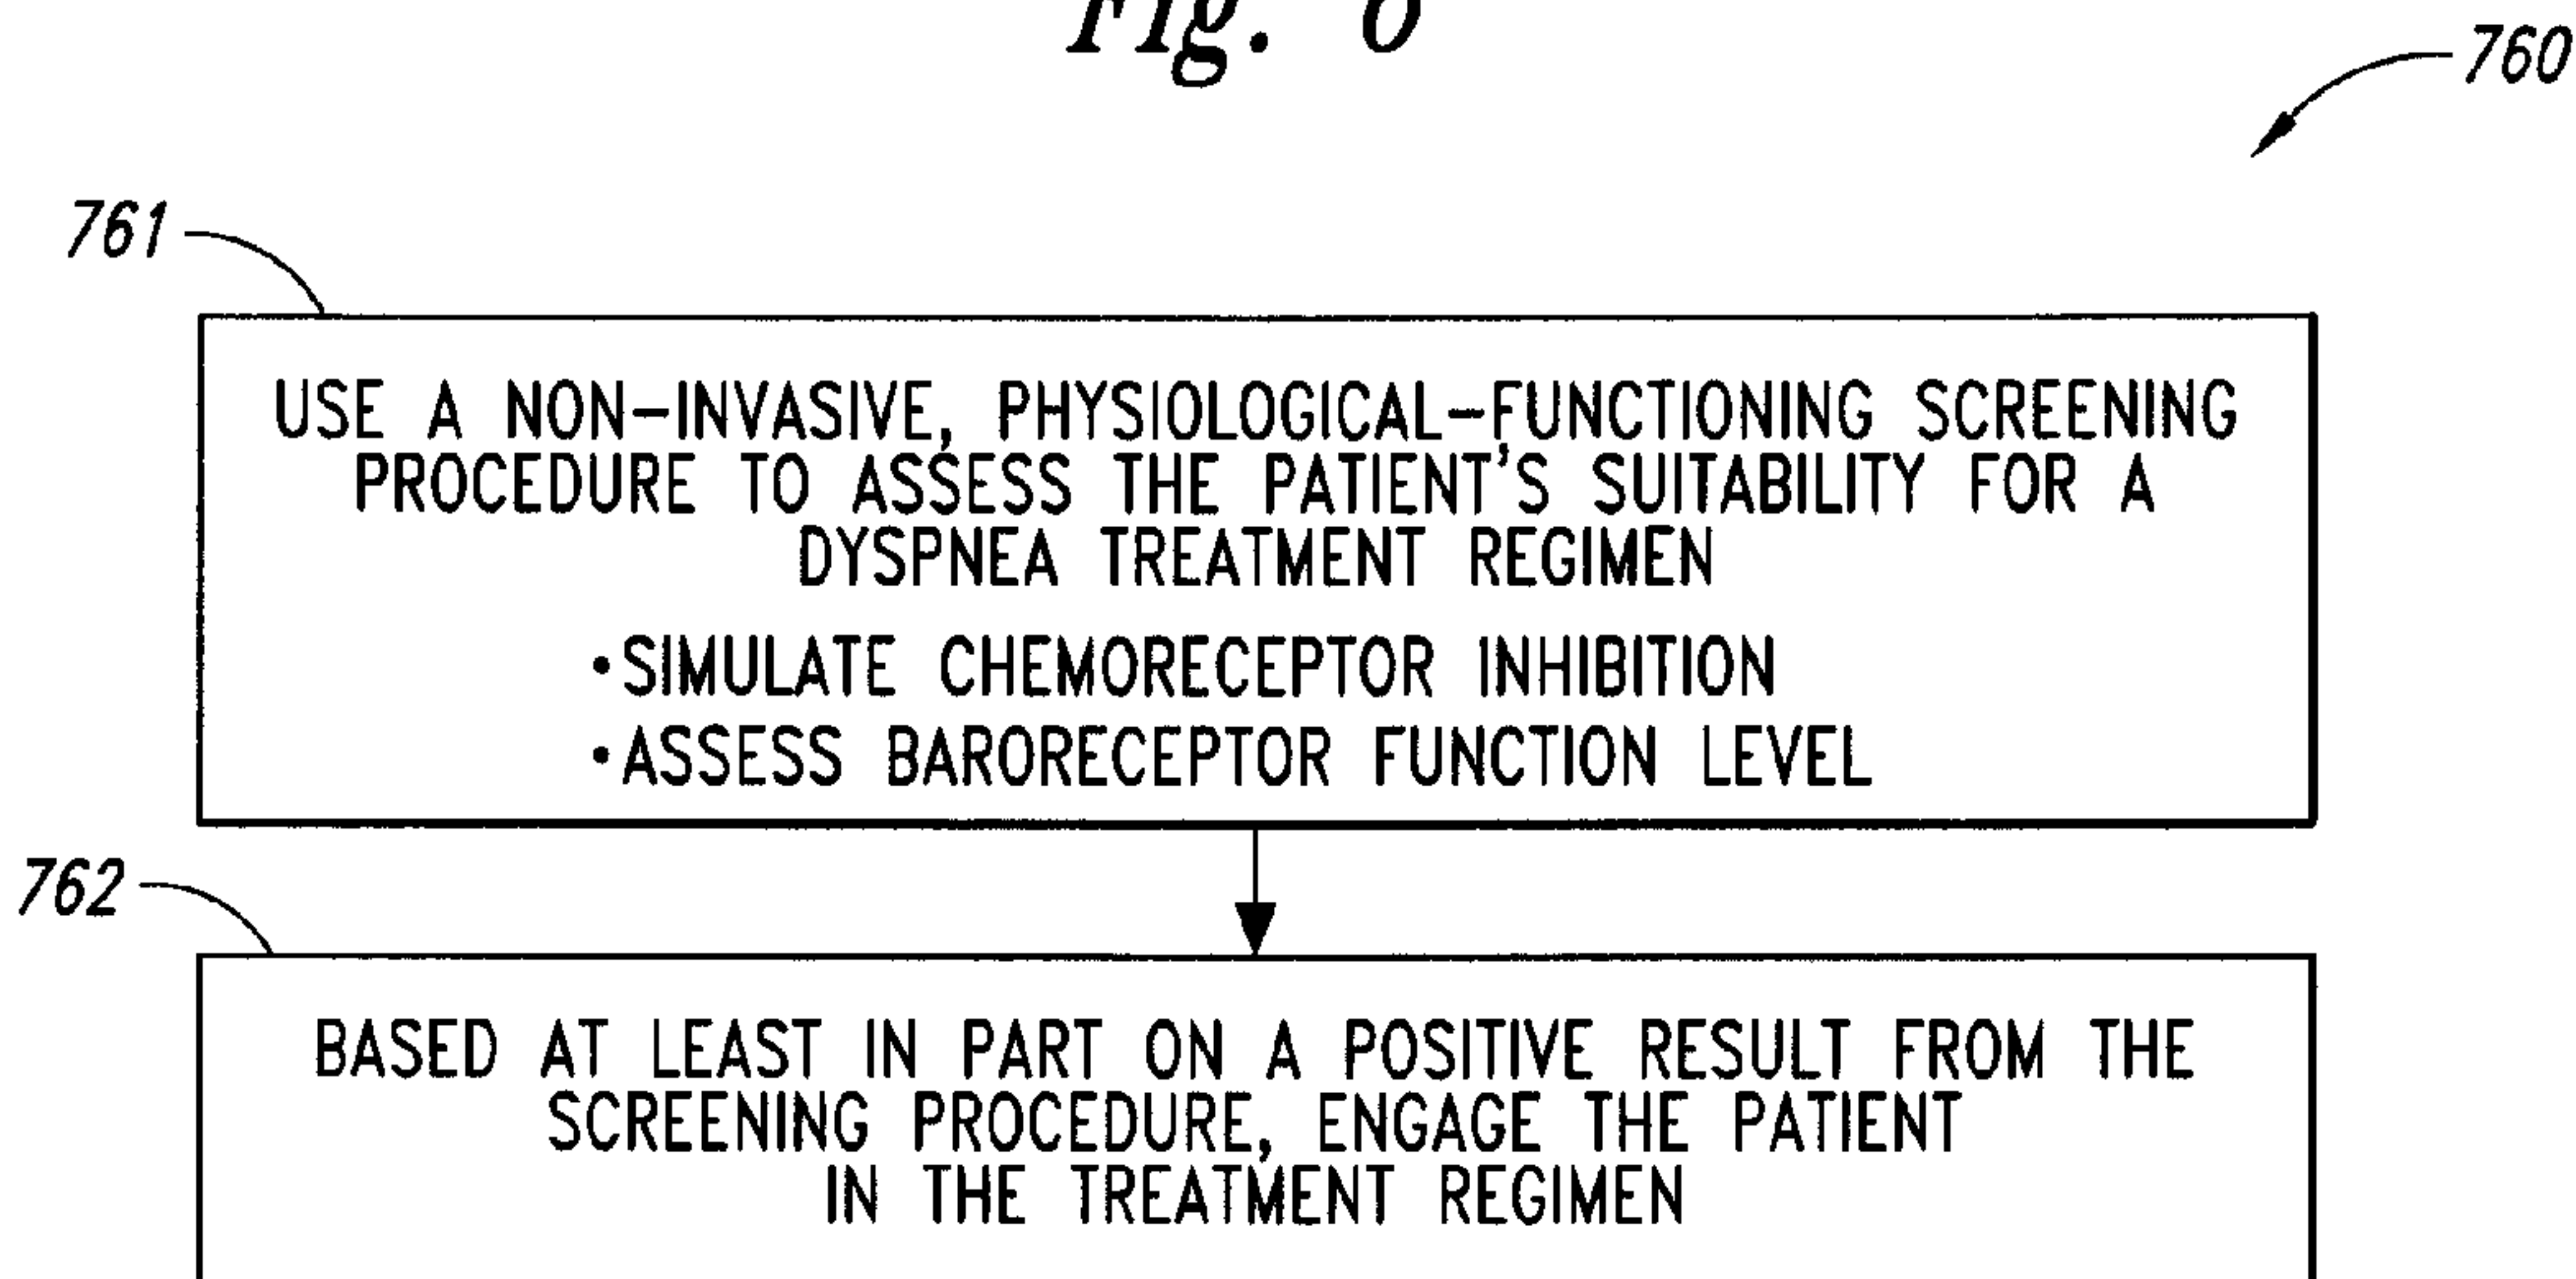 Fig. 6
760
761
USE A NON-INVASIVE, PHYSIOLOGICAL-FUNCTIONING SCREENING
PROCEDURE TO ASSESS THE PATIENT'S SUITABILITY FOR A
DYSPNEA TREATMENT REGIMEN
•SIMULATE CHEMORECEPTOR INHIBITION
•ASSESS BARORECEPTOR FUNCTION LEVEL
762
BASED AT LEAST IN PART ON A POSITIVE RESULT FROM THE
SCREENING PROCEDURE, ENGAGE THE PATIENT
IN THE TREATMENT REGIMEN